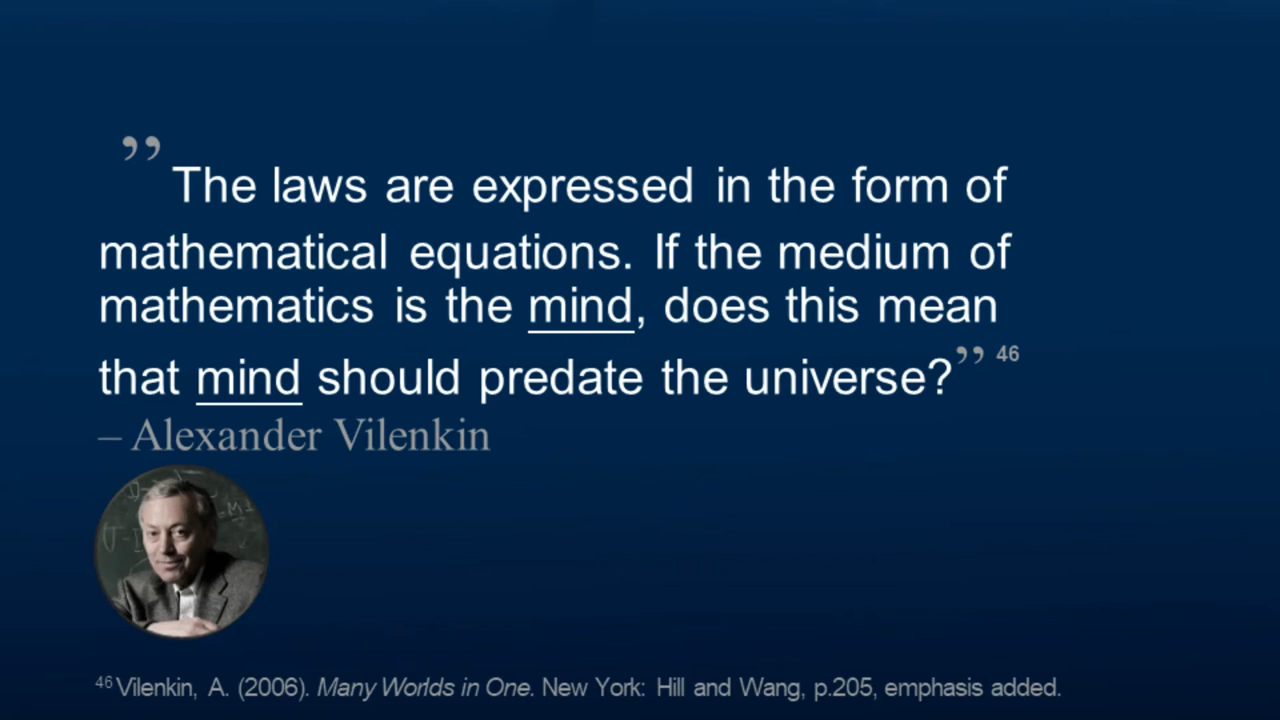 ”The laws are expressed in the form of
mathematical equations. If the medium of
mathematics is the mind, does this mean
that mind should predate the universe?” 46
– Alexander Vilenkin
46Vilenkin, A. (2006). Many Worlds in One. New York: Hill and Wang, p.205, emphasis added.